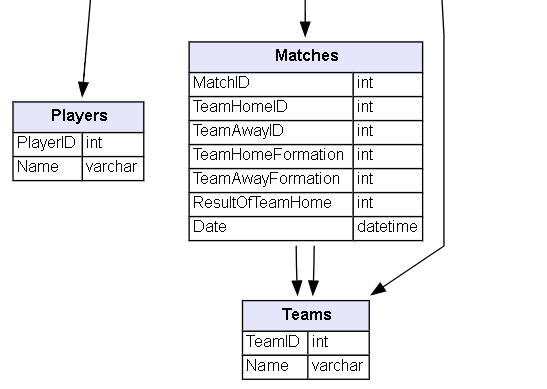 Matches
MatchID int
TeamHomeID int
TeamAwayID int
TeamHomeFormation int
TeamAwayFormation int
ResultOfTeamHome int
Date datetime
Players
PlayerID int
Name varchar
Teams
TeamID int
Name varchar